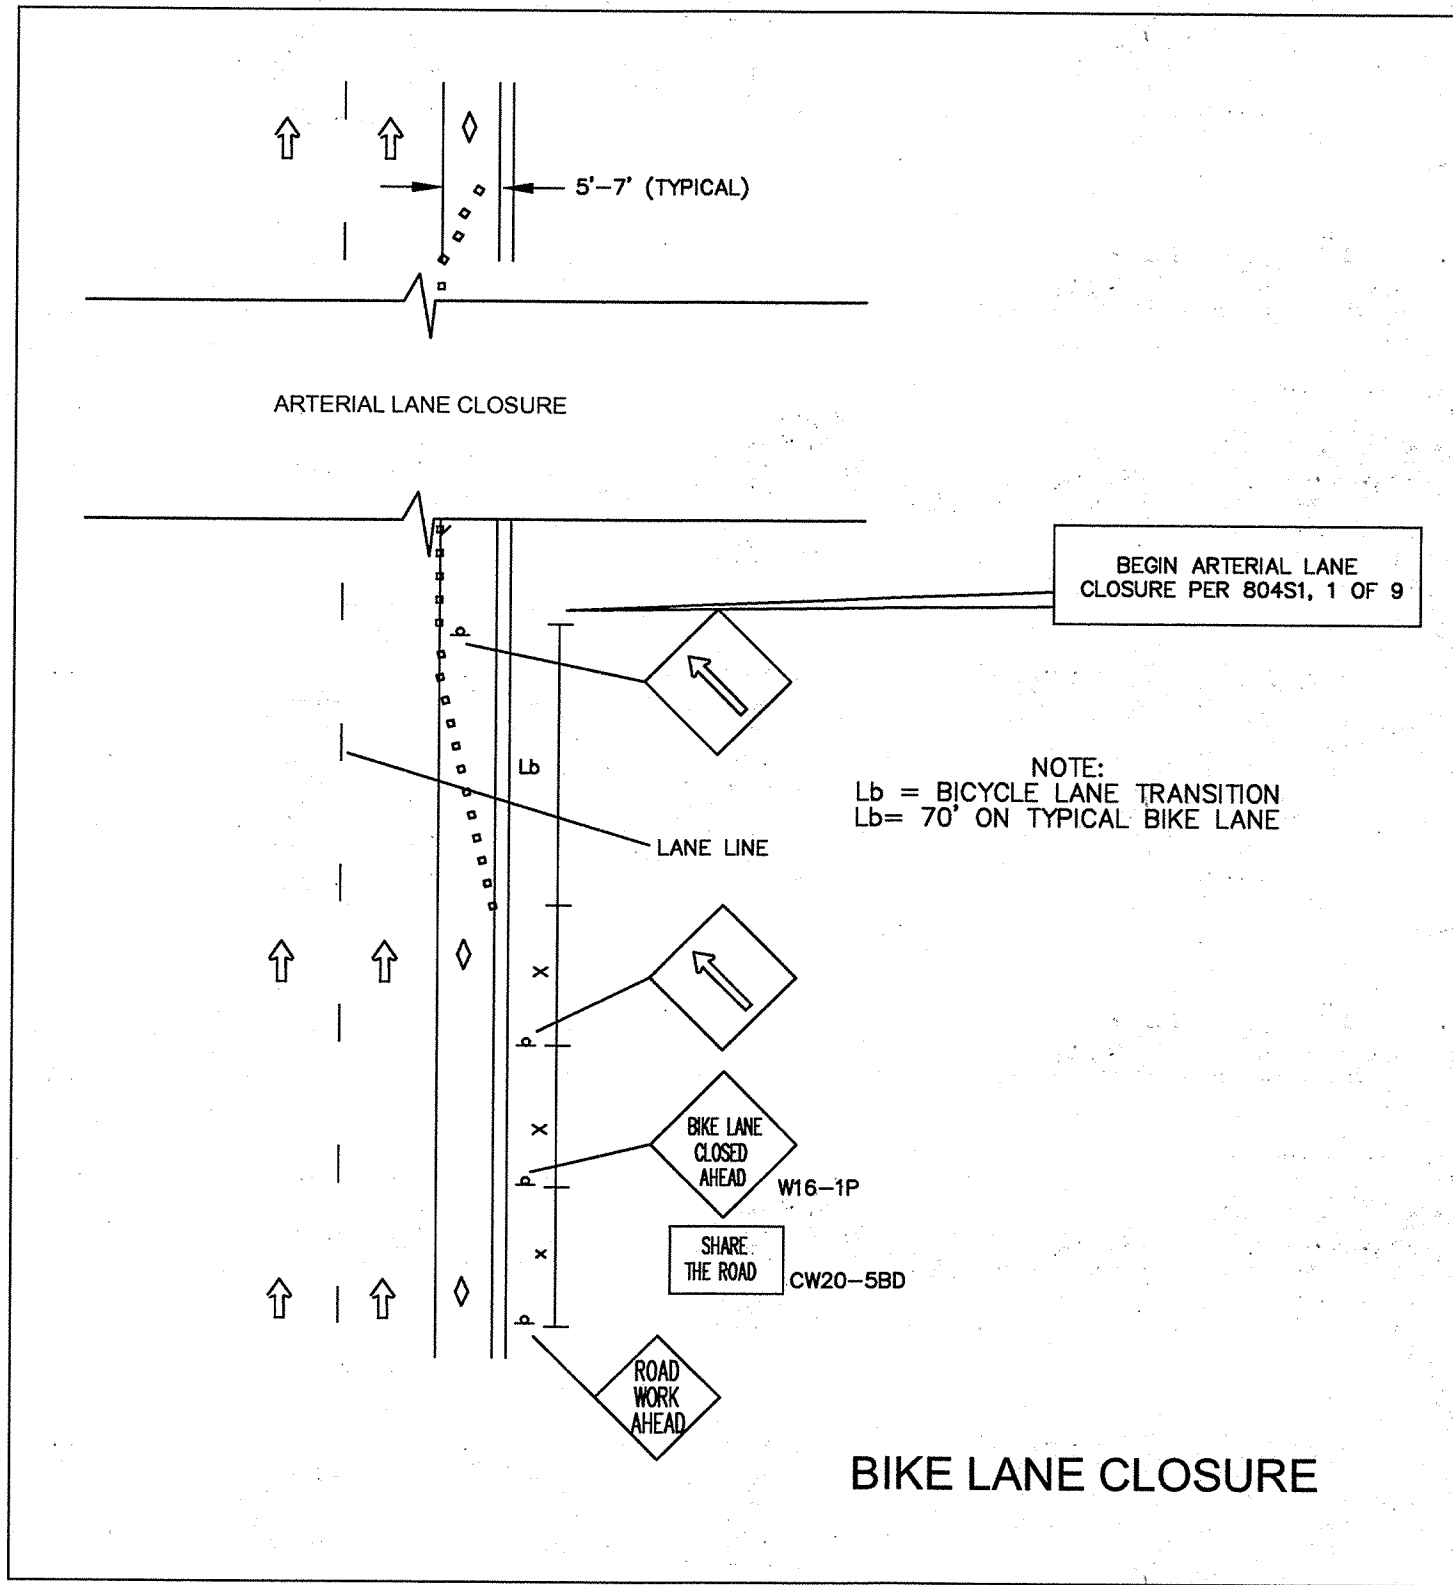 5'-7' (TYPICAL)
ARTERIAL LANE CLOSURE
BEGIN ARTERIAL LANE
CLOSURE PER 804S1, 1 OF 9
Lb
NOTE:
Lb = BICYCLE LANE TRANSITION
Lb= 70' ON TYPICAL BIKE LANE
LANE LINE
X
X
BIKE LANE
CLOSED
AHEAD
W16-1P
x
SHARE
THE ROAD
CW20-5BD
ROAD
WORK
AHEAD
BIKE LANE CLOSURE